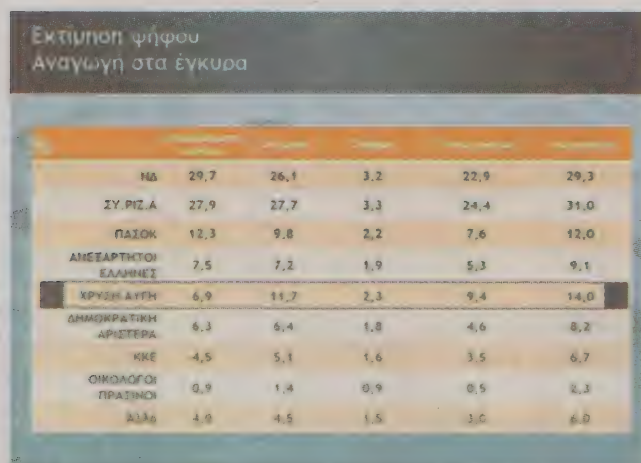 Εκτίμηση ψήφου
Αναγωγή στα έγκυρα
ΝΔ 29,7 26,1 3,2 22,9 29,3
ΣΥ.ΡΙΖ.Α 27,9 27,7 3,3 24,4 31,0
ΠΑΣΟΚ 12,3 9,8 2,2 7,6 12,0
ΑΝΕΞΑΡΤΗΤΟΙ
ΕΛΛΗΝΕΣ 7,5 7,2 1,9 5,3 9,1
ΧΡΥΣΗ ΑΥΓΗ 6,9 11,7 2,3 9,4 14,0
ΔΗΜΟΚΡΑΤΙΚΗ
ΑΡΙΣΤΕΡΑ 6,3 6,4 1,8 4,6 8,2
ΚΚΕ 4,5 5,1 1,6 3,5 6,7
ΟΙΚΟΛΟΓΟΙ
ΠΡΑΣΙΝΟΙ 0,9 1,4 0,9 0,5 2,3
Άλλο 4,0 4,5 1,5 3,0 6,0